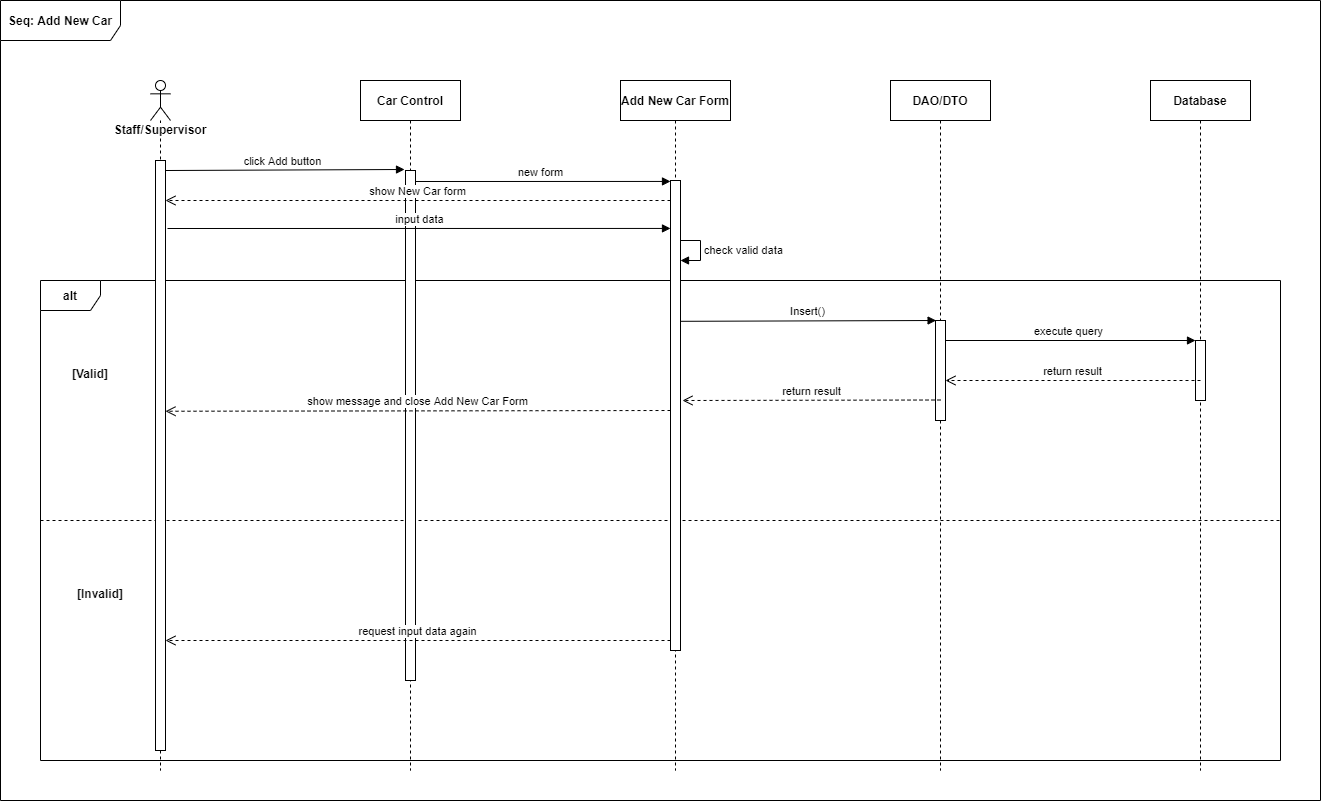 Seq: Add New Car
Staff/Supervisor
Car Control
Add New Car Form
DAO/DTO
Database
click Add button
new form
show New Car form
input data
check valid data
alt
Insert()
execute query
[Valid]
return result
return result
show message and close Add New Car Form
[Invalid]
request input data again